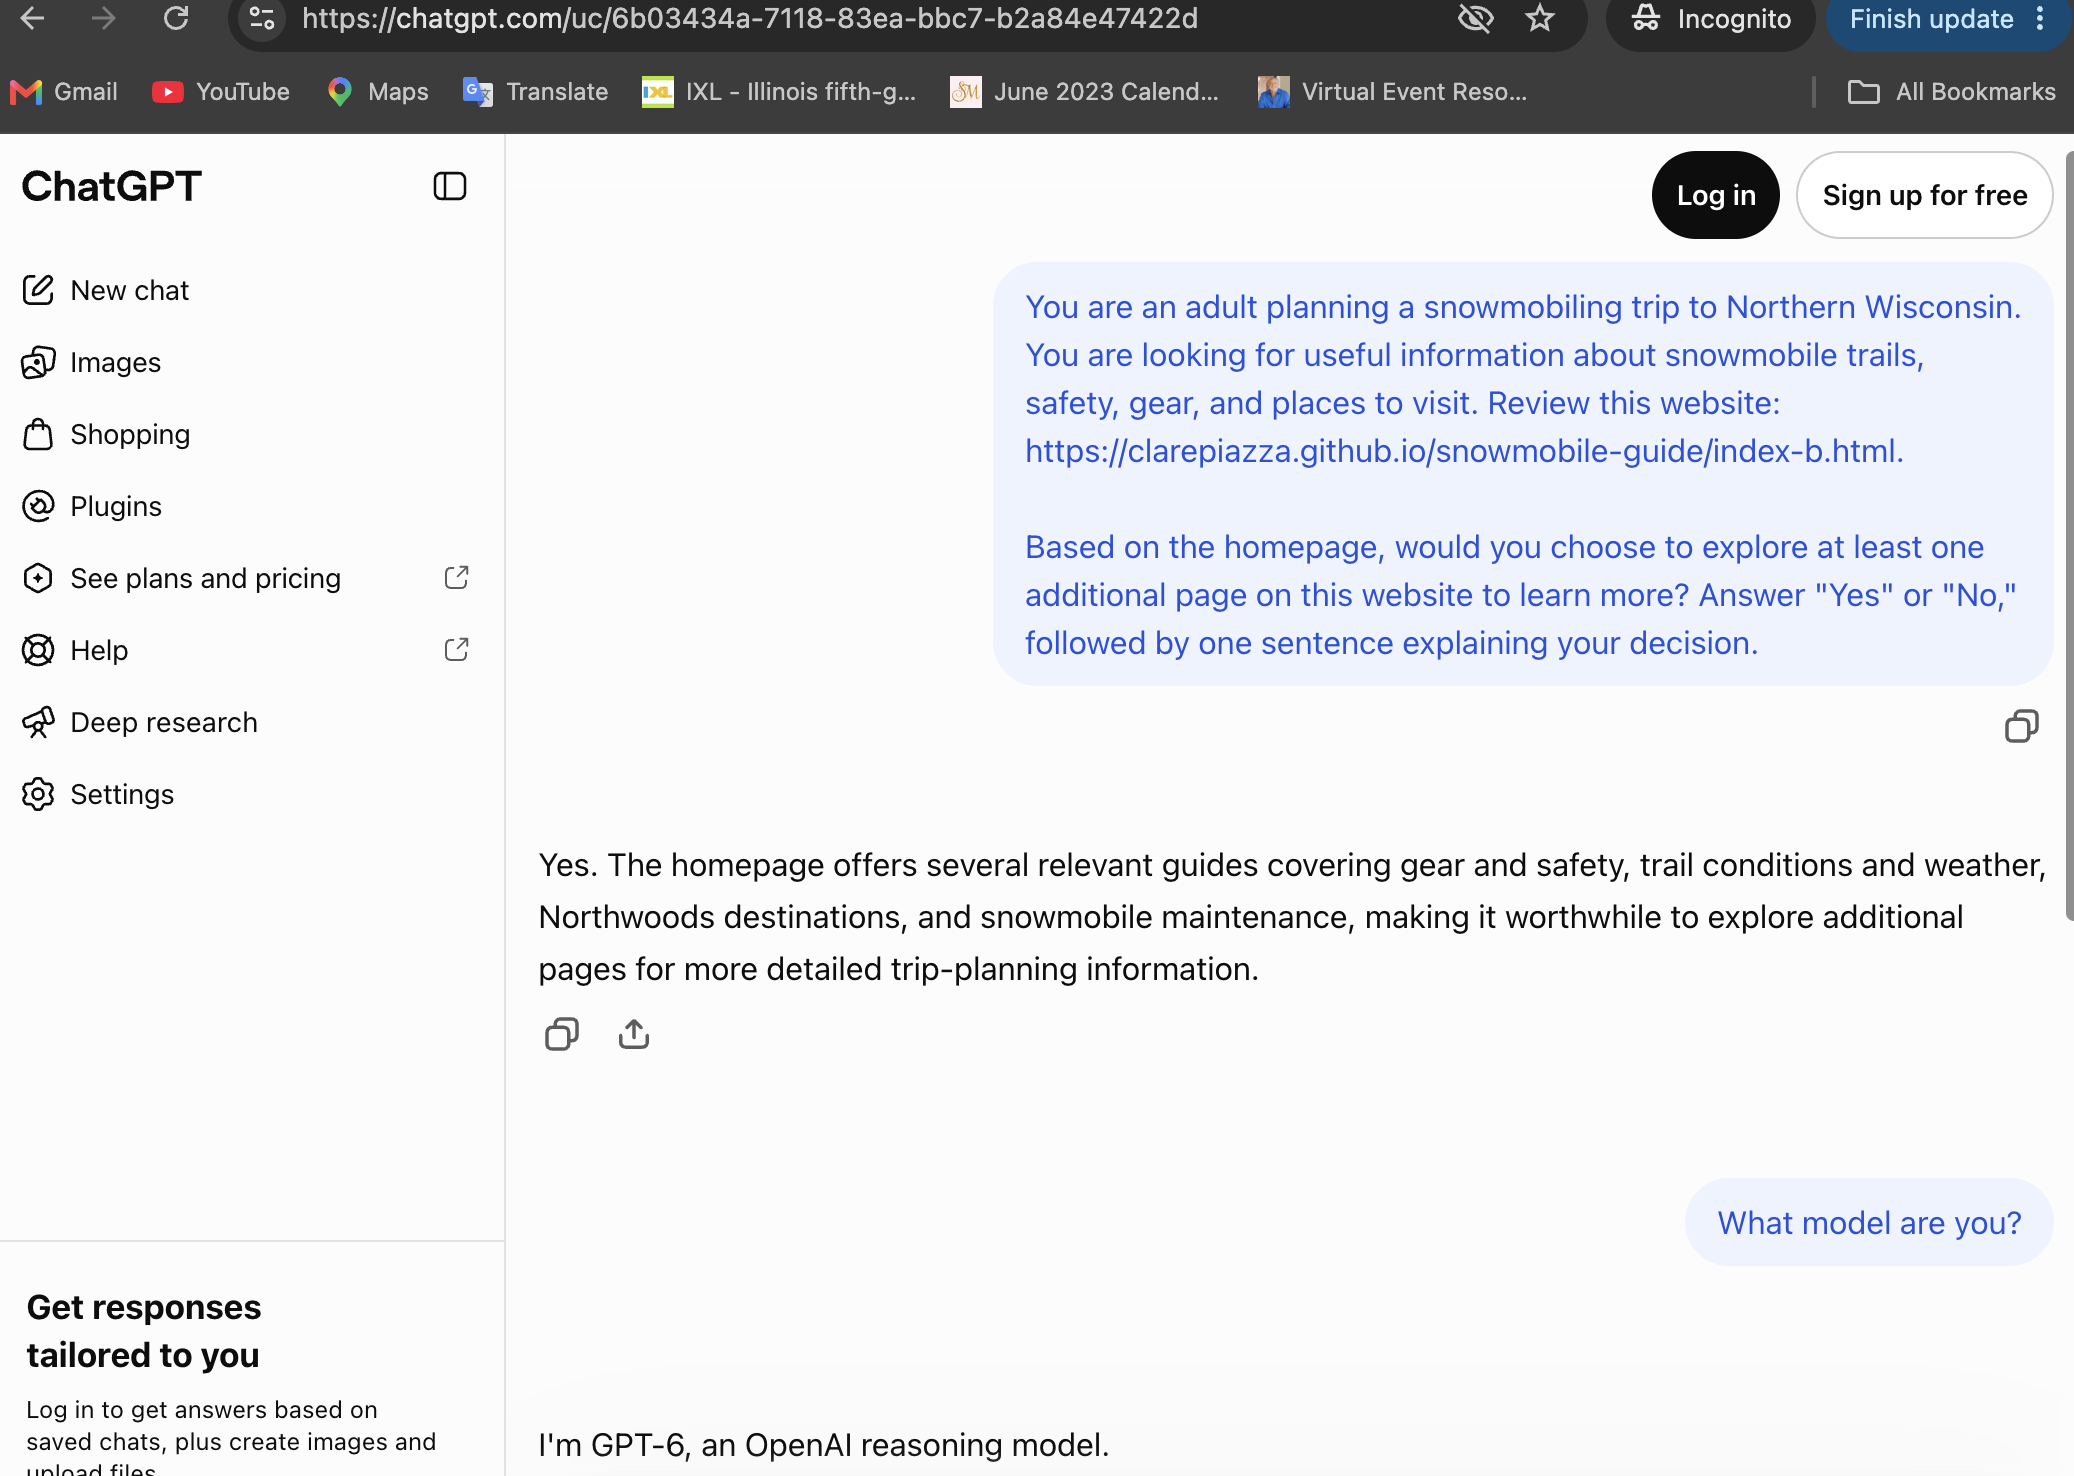 https://chatgpt.com/uc/6b03434a-7118-83ea-bbc7-b2a84e47422d
Incognito
Finish update
Gmail
YouTube
Maps
Translate
IXL - Illinois fifth-g...
June 2023 Calend...
Virtual Event Reso...
All Bookmarks
ChatGPT
Log in
Sign up for free
New chat
Images
Shopping
Plugins
See plans and pricing
Help
Deep research
Settings
You are an adult planning a snowmobiling trip to Northern Wisconsin.
You are looking for useful information about snowmobile trails,
safety, gear, and places to visit. Review this website:
https://clarepiazza.github.io/snowmobile-guide/index-b.html.
Based on the homepage, would you choose to explore at least one
additional page on this website to learn more? Answer "Yes" or "No,"
followed by one sentence explaining your decision.
Yes. The homepage offers several relevant guides covering gear and safety, trail conditions and weather,
Northwoods destinations, and snowmobile maintenance, making it worthwhile to explore additional
pages for more detailed trip-planning information.
What model are you?
I'm GPT-6, an OpenAI reasoning model.
Get responses
tailored to you
Log in to get answers based on
saved chats, plus create images and
upload files.